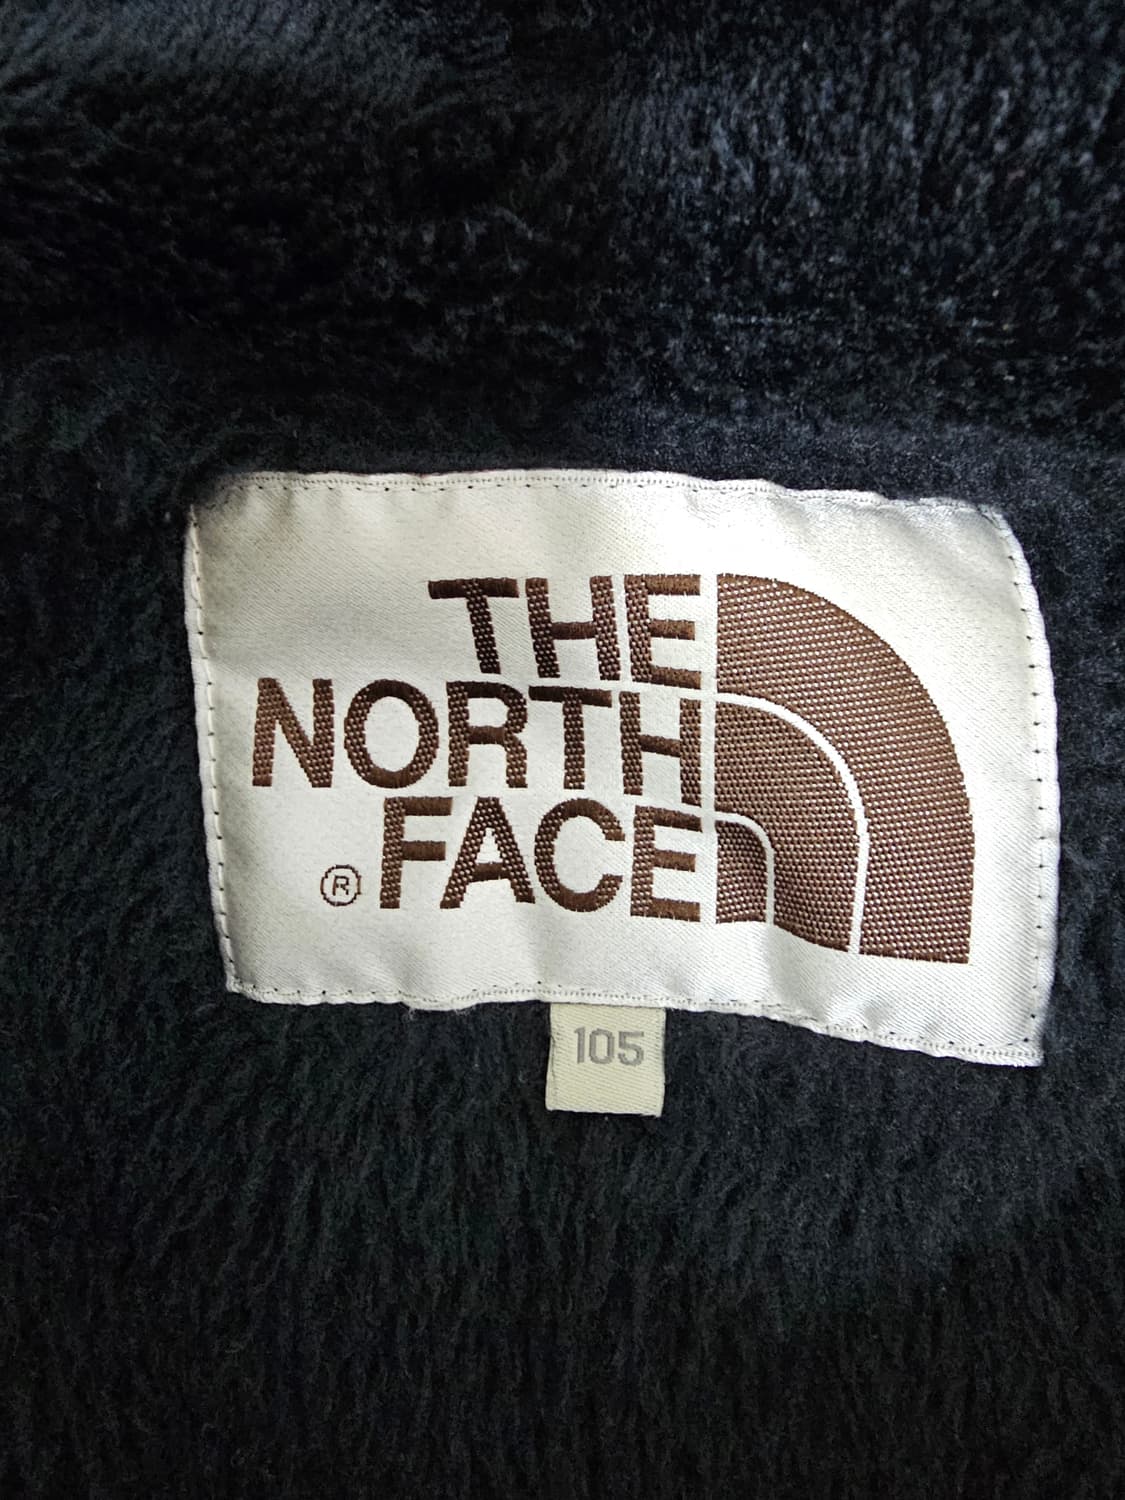 THE
NORTH
® FACE
105